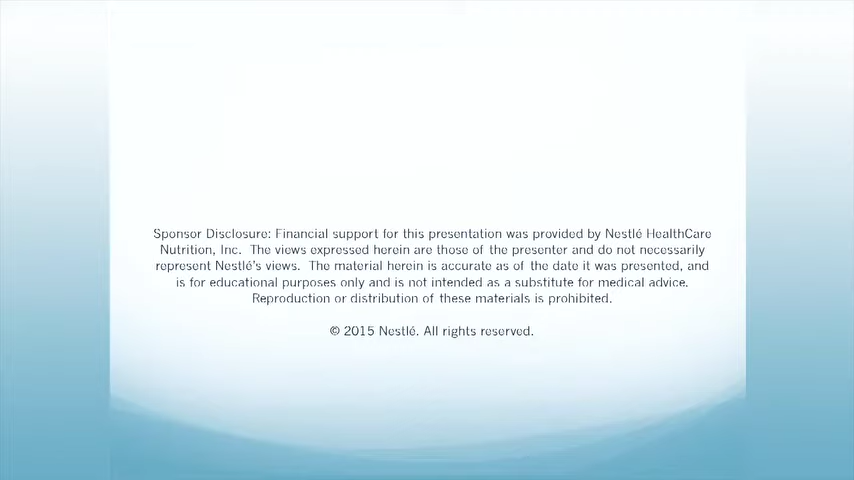 Sponsor Disclosure: Financial support for this presentation was provided by Nestlé HealthCare
Nutrition, Inc.  The views expressed herein are those of the presenter and do not necessarily
represent Nestlé's views.  The material herein is accurate as of the date it was presented, and
is for educational purposes only and is not intended as a substitute for medical advice.
Reproduction or distribution of these materials is prohibited.
© 2015 Nestlé. All rights reserved.